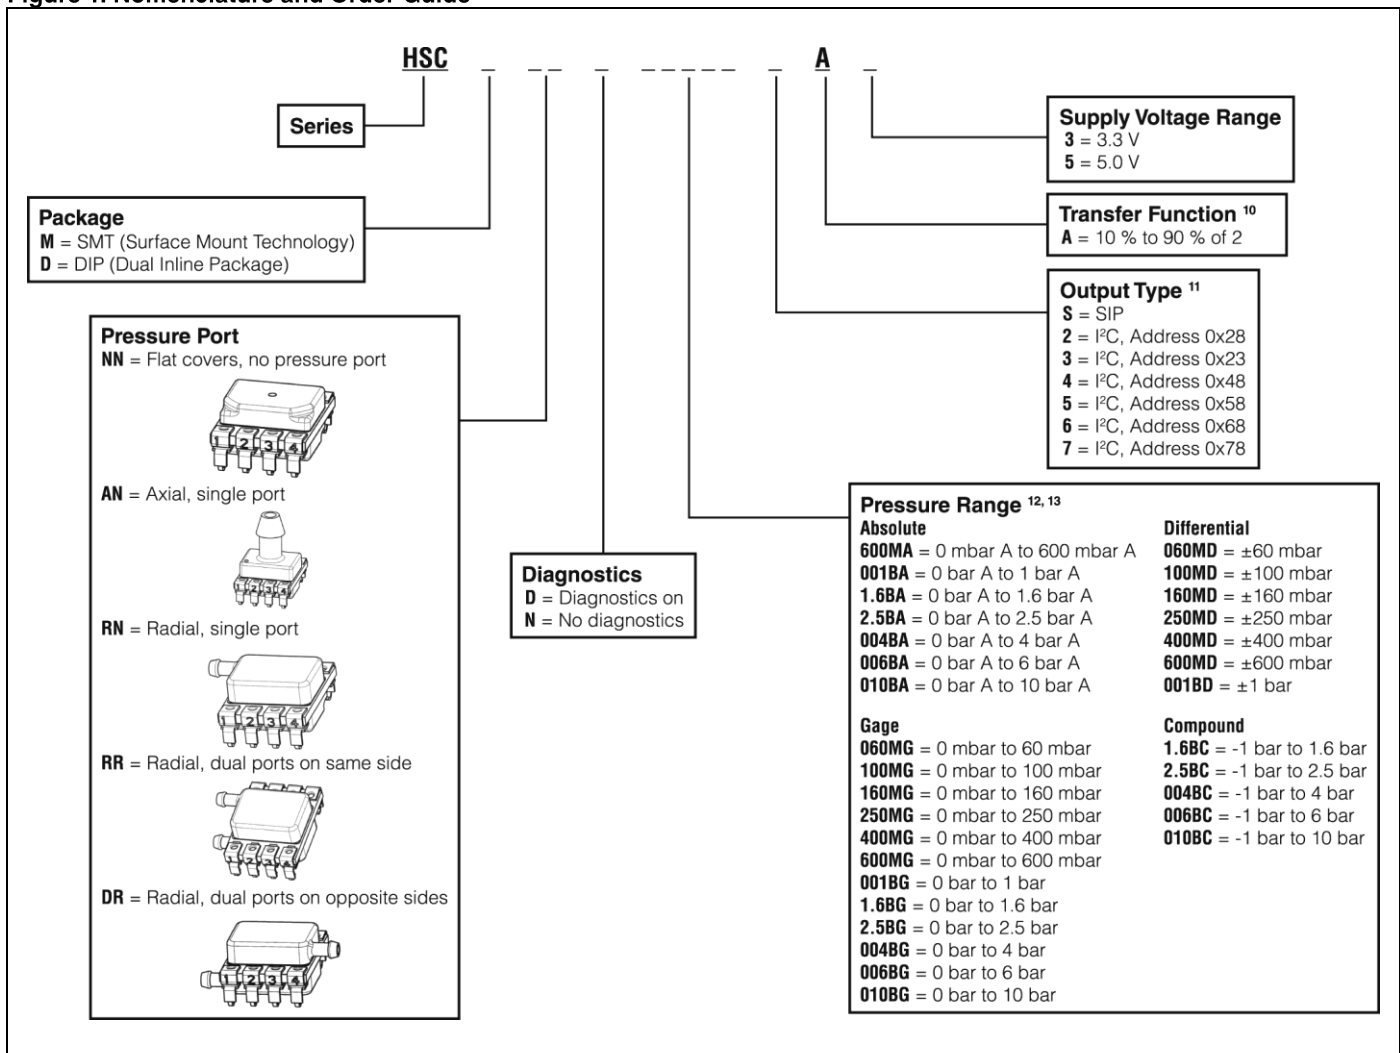 Figure 1. Nomenclature and Order Guide
HSC _ _ _ _ _ _ _ _ _ _ A _
Series
Supply Voltage Range
3 = 3.3 V
5 = 5.0 V
Package
M = SMT (Surface Mount Technology)
D = DIP (Dual Inline Package)
Transfer Function 10
A = 10 % to 90 % of 2
Output Type 11
S = SIP
2 = I²C, Address 0x28
3 = I²C, Address 0x23
4 = I²C, Address 0x48
5 = I²C, Address 0x58
6 = I²C, Address 0x68
7 = I²C, Address 0x78
Pressure Port
NN = Flat covers, no pressure port
1 2 3 4
AN = Axial, single port
1 2 3 4
RN = Radial, single port
1 2 3 4
RR = Radial, dual ports on same side
1 2 3 4
DR = Radial, dual ports on opposite sides
1 2 3 4
Diagnostics
D = Diagnostics on
N = No diagnostics
Pressure Range 12, 13
Absolute
600MA = 0 mbar A to 600 mbar A
001BA = 0 bar A to 1 bar A
1.6BA = 0 bar A to 1.6 bar A
2.5BA = 0 bar A to 2.5 bar A
004BA = 0 bar A to 4 bar A
006BA = 0 bar A to 6 bar A
010BA = 0 bar A to 10 bar A
Differential
060MD = ±60 mbar
100MD = ±100 mbar
160MD = ±160 mbar
250MD = ±250 mbar
400MD = ±400 mbar
600MD = ±600 mbar
001BD = ±1 bar
Gage
060MG = 0 mbar to 60 mbar
100MG = 0 mbar to 100 mbar
160MG = 0 mbar to 160 mbar
250MG = 0 mbar to 250 mbar
400MG = 0 mbar to 400 mbar
600MG = 0 mbar to 600 mbar
001BG = 0 bar to 1 bar
1.6BG = 0 bar to 1.6 bar
2.5BG = 0 bar to 2.5 bar
004BG = 0 bar to 4 bar
006BG = 0 bar to 6 bar
010BG = 0 bar to 10 bar
Compound
1.6BC = -1 bar to 1.6 bar
2.5BC = -1 bar to 2.5 bar
004BC = -1 bar to 4 bar
006BC = -1 bar to 6 bar
010BC = -1 bar to 10 bar